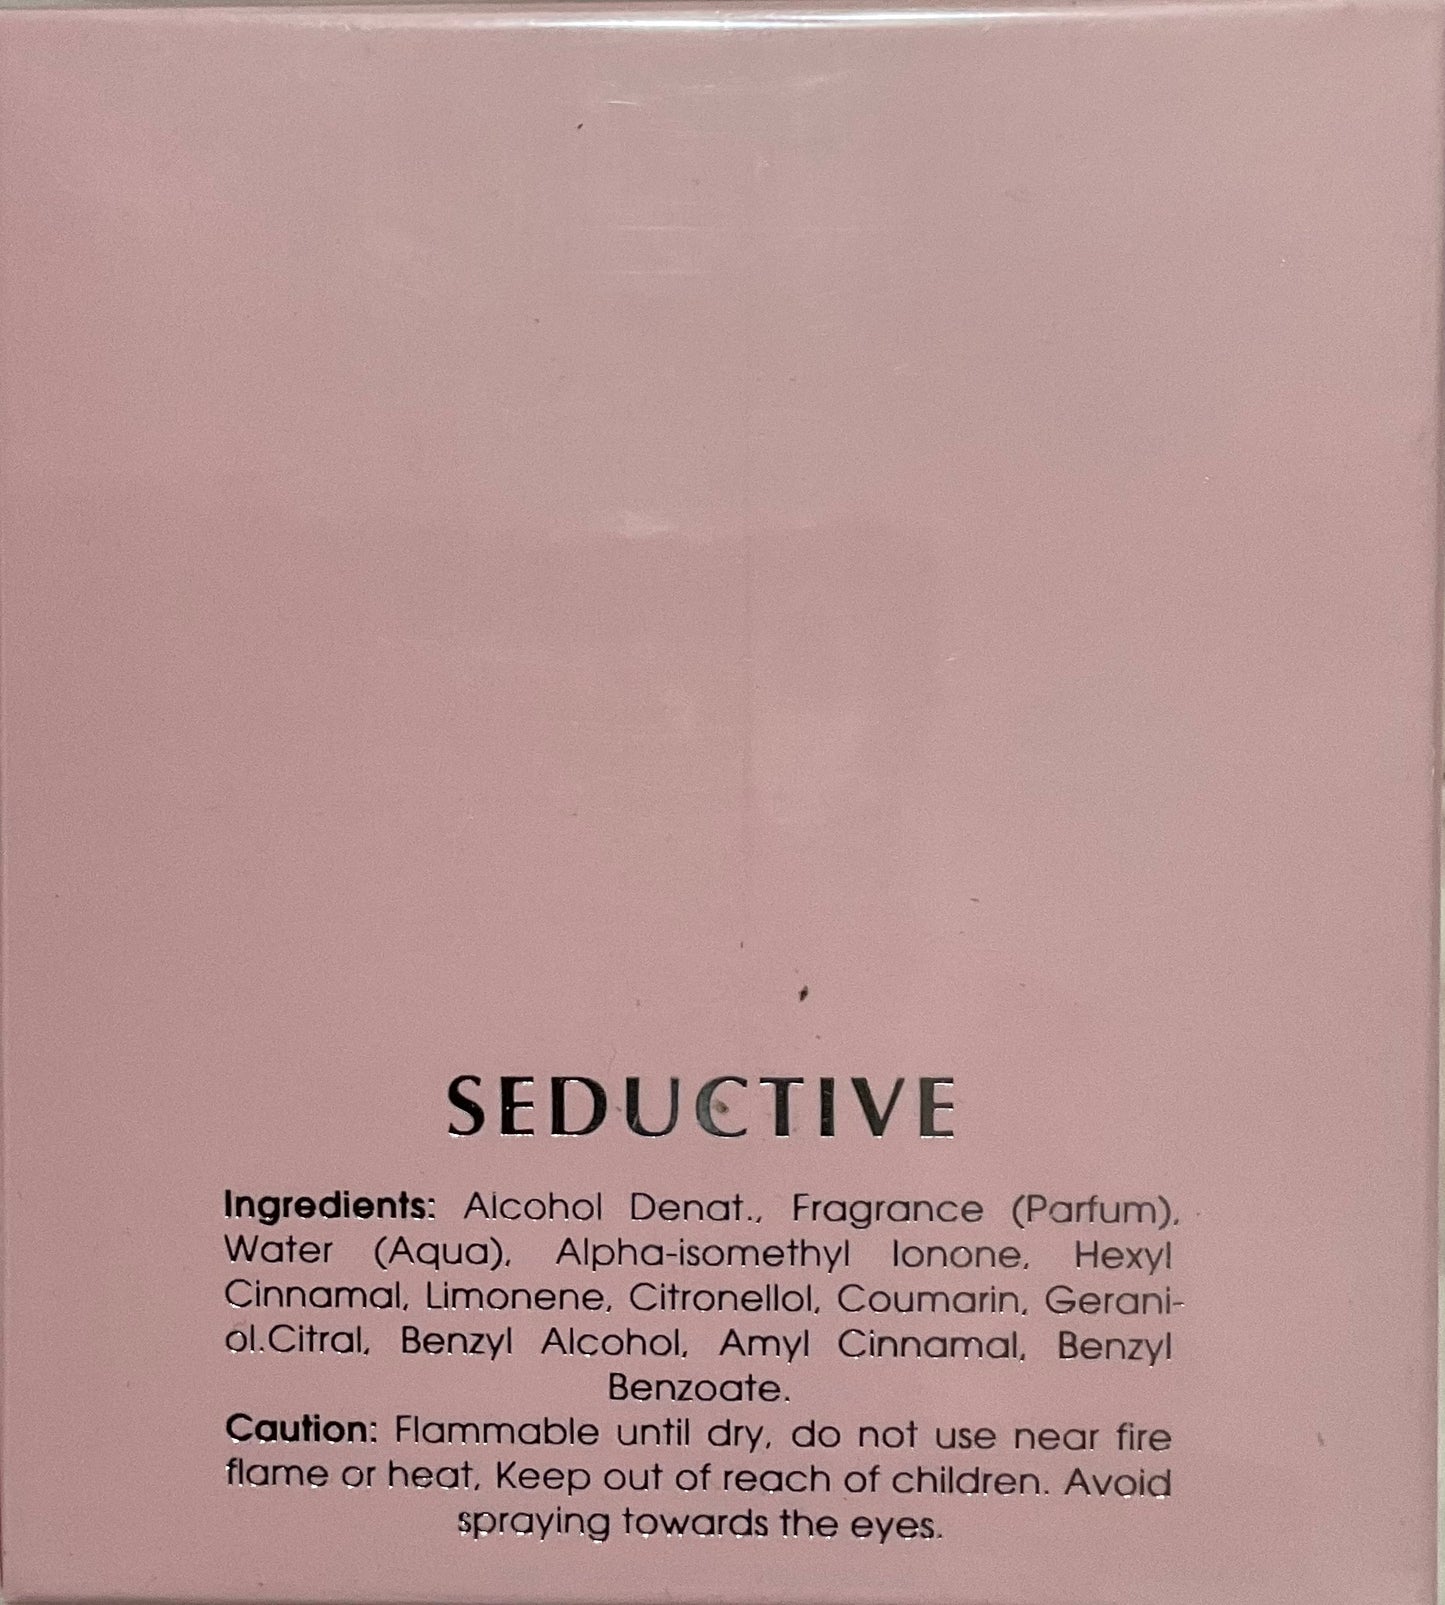 SEDUCTIVE
Ingredients: Alcohol Denat., Fragrance (Parfum),
Water (Aqua), Alpha-isomethyl Ionone, Hexyl
Cinnamal, Limonene, Citronellol, Coumarin, Gerani-
ol.Citral, Benzyl Alcohol, Amyl Cinnamal, Benzyl
Benzoate.
Caution: Flammable until dry, do not use near fire
flame or heat, Keep out of reach of children. Avoid
spraying towards the eyes.